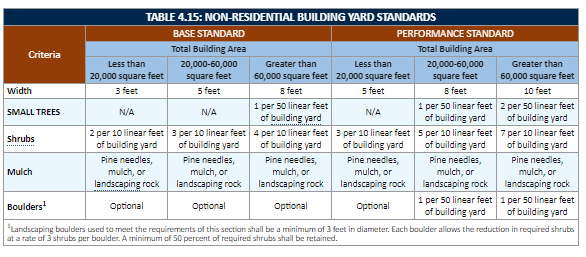 TABLE 4.15: NON-RESIDENTIAL BUILDING YARD STANDARDS
Criteria
BASE STANDARD
PERFORMANCE STANDARD
Total Building Area
Total Building Area
Less than
20,000 square feet
20,000-60,000
square feet
Greater than
60,000 square feet
Less than
20,000 square feet
20,000-60,000
square feet
Greater than
60,000 square feet
Width
3 feet
5 feet
8 feet
5 feet
8 feet
10 feet
SMALL TREES
N/A
N/A
1 per 50 linear feet
of building yard
N/A
1 per 50 linear feet
of building yard
2 per 50 linear feet
of building yard
Shrubs
2 per 10 linear feet
of building yard
3 per 10 linear feet
of building yard
4 per 10 linear feet
of building yard
3 per 10 linear feet
of building yard
5 per 10 linear feet
of building yard
7 per 10 linear feet
of building yard
Mulch
Pine needles,
mulch, or
landscaping rock
Pine needles,
mulch, or
landscaping rock
Pine needles,
mulch, or
landscaping rock
Pine needles,
mulch, or
landscaping rock
Pine needles,
mulch, or
landscaping rock
Pine needles,
mulch, or
landscaping rock
Boulders1
Optional
Optional
Optional
Optional
1 per 50 linear feet
of building yard
1 per 50 linear feet
of building yard
1Landscaping boulders used to meet the requirements of this section shall be a minimum of 3 feet in diameter. Each boulder allows the reduction in required shrubs
at a rate of 3 shrubs per boulder. A minimum of 50 percent of required shrubs shall be retained.